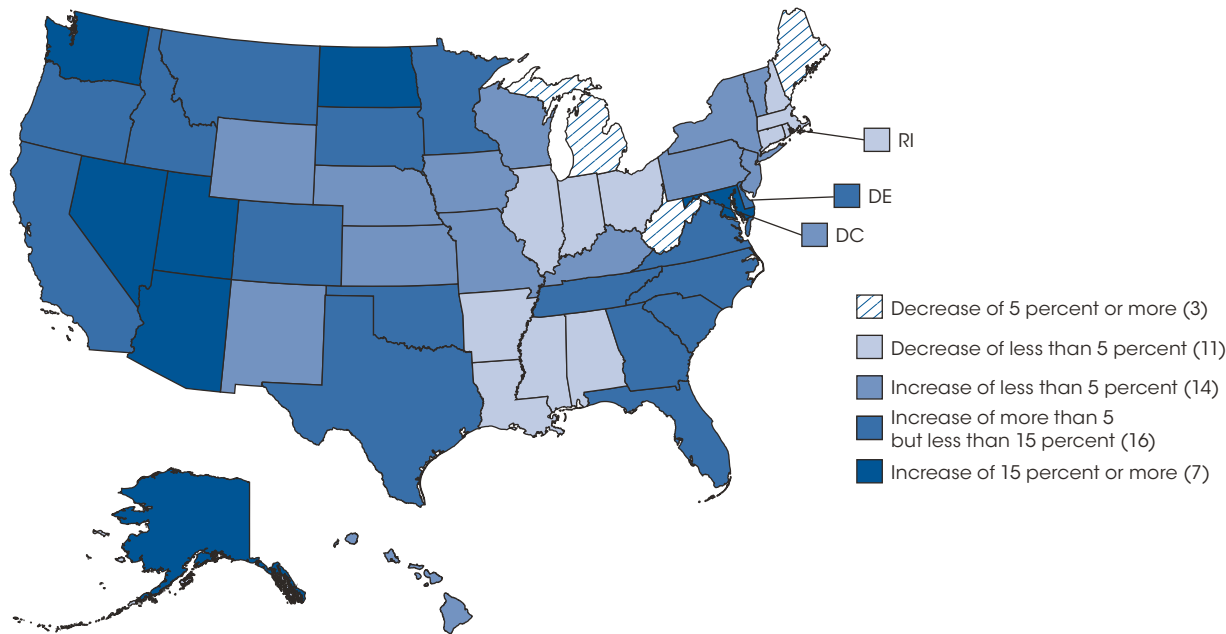 RI
DE
DC
Decrease of 5 percent or more (3)
Decrease of less than 5 percent (11)
Increase of less than 5 percent (14)
Increase of more than 5
but less than 15 percent (16)
Increase of 15 percent or more (7)